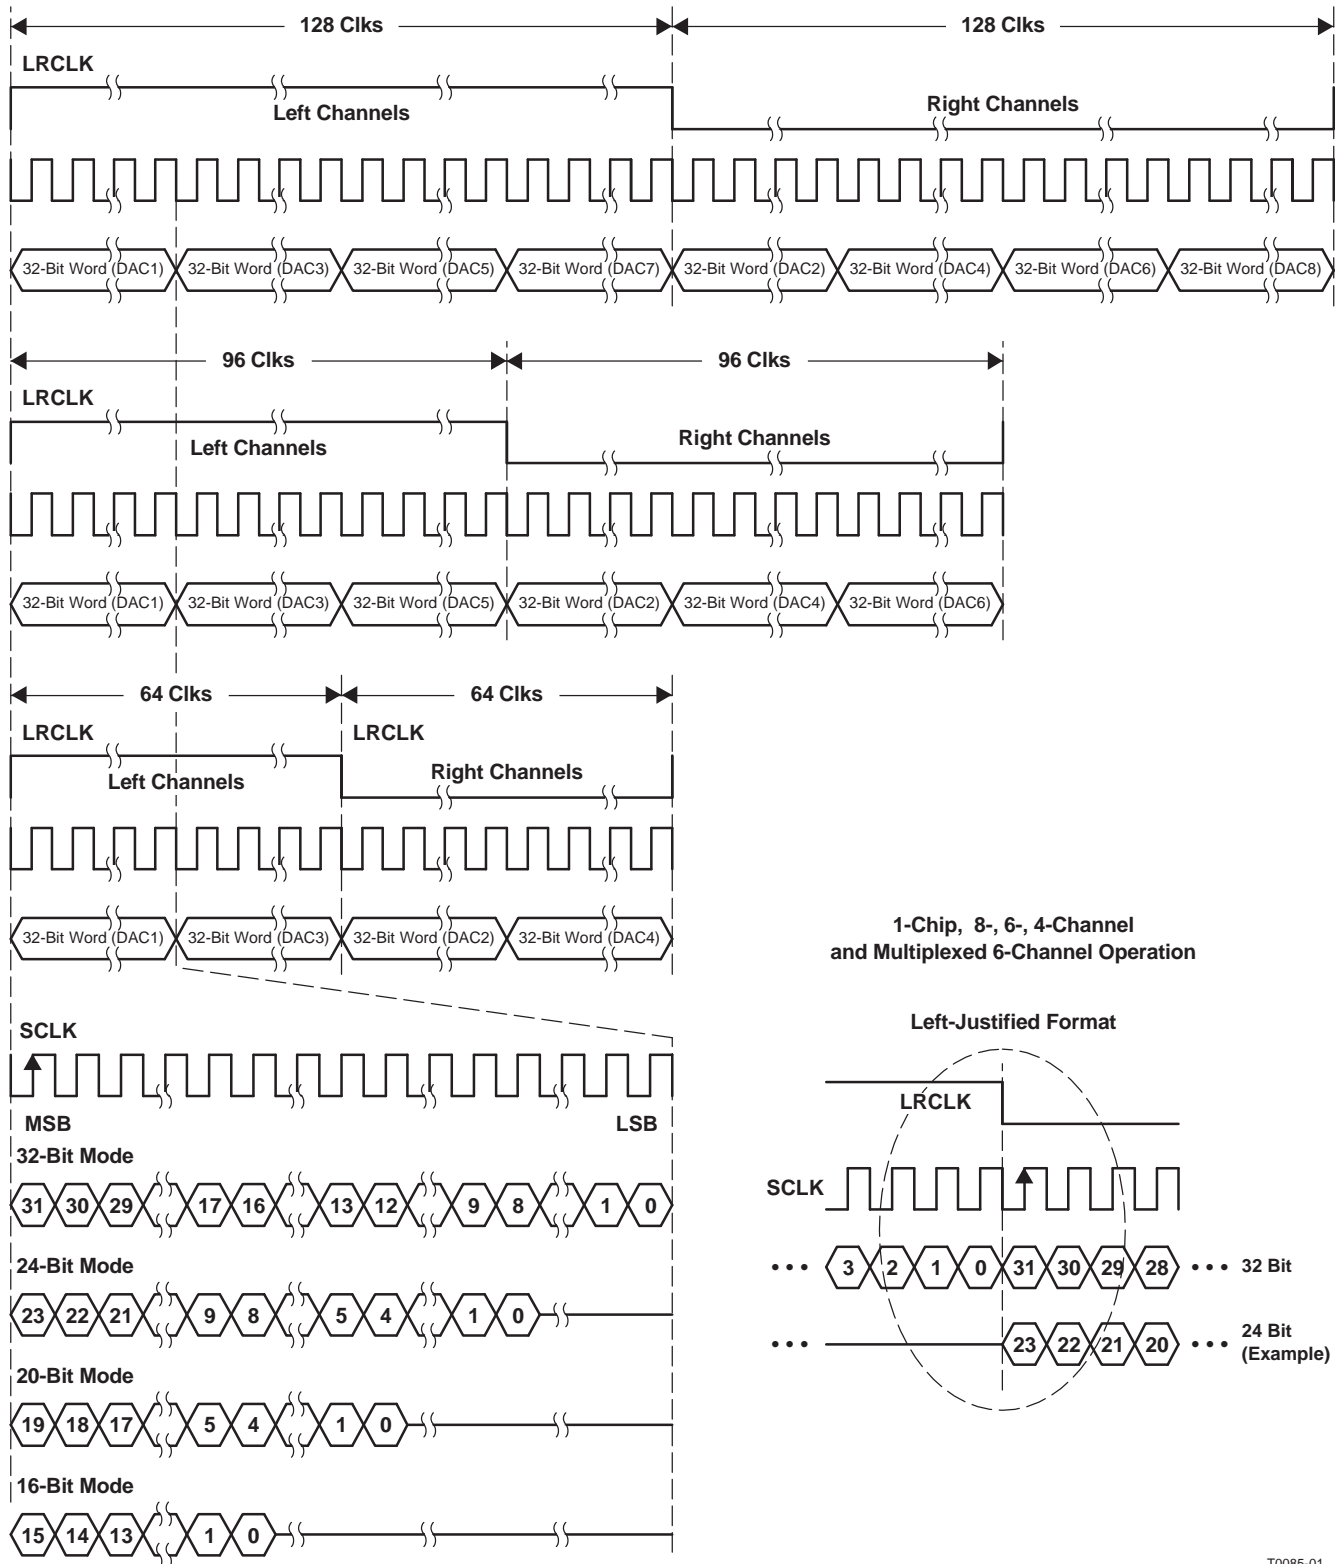 128 Clks 128 Clks
LRCLK
Left Channels Right Channels
32-Bit Word (DAC1) 32-Bit Word (DAC3) 32-Bit Word (DAC5) 32-Bit Word (DAC7) 32-Bit Word (DAC2) 32-Bit Word (DAC4) 32-Bit Word (DAC6) 32-Bit Word (DAC8)
96 Clks 96 Clks
LRCLK
Left Channels Right Channels
32-Bit Word (DAC1) 32-Bit Word (DAC3) 32-Bit Word (DAC5) 32-Bit Word (DAC2) 32-Bit Word (DAC4) 32-Bit Word (DAC6)
64 Clks 64 Clks
LRCLK LRCLK
Left Channels Right Channels
32-Bit Word (DAC1) 32-Bit Word (DAC3) 32-Bit Word (DAC2) 32-Bit Word (DAC4)
SCLK
MSB LSB
32-Bit Mode
31 30 29 17 16 13 12 9 8 1 0
24-Bit Mode
23 22 21 9 8 5 4 1 0
20-Bit Mode
19 18 17 5 4 1 0
16-Bit Mode
15 14 13 1 0
1-Chip, 8-, 6-, 4-Channel
and Multiplexed 6-Channel Operation
Left-Justified Format
LRCLK
SCLK
••• 3 2 1 0 31 30 29 28 ••• 32 Bit
••• 23 22 21 20 ••• 24 Bit
(Example)
T0085-01